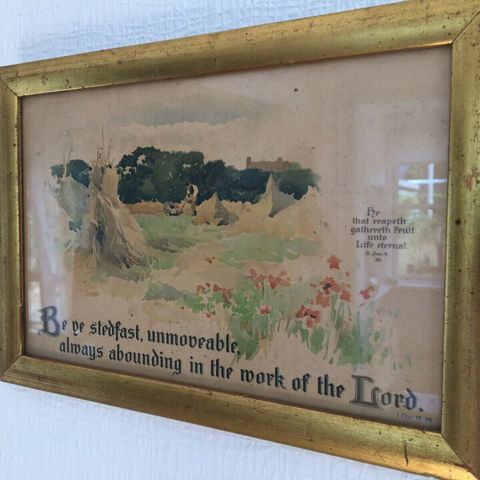 He
that reapeth...
gathereth fruit
unto
Life eternal.
Be ye stedfast, unmoveable,
always abounding in the work of the Lord.